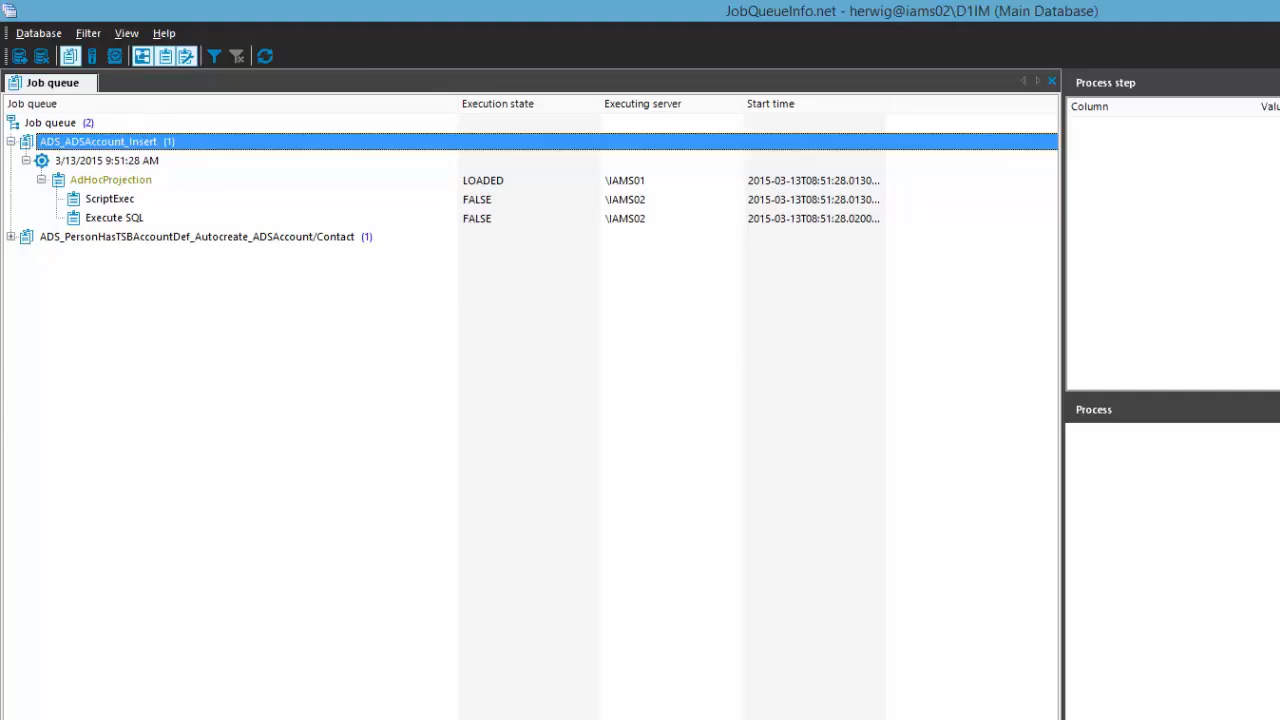 JobQueueInfo.net - herwig@iams02\D1IM (Main Database)
Database Filter View Help
Job queue
Process step
Job queue Execution state Executing server Start time
Column
Job queue (2)
ADS_ADSAccount_Insert (1)
3/13/2015 9:51:28 AM
AdHocProjection LOADED \IAMS01 2015-03-13T08:51:28.0130...
ScriptExec FALSE \IAMS02 2015-03-13T08:51:28.0130...
Execute SQL FALSE \IAMS02 2015-03-13T08:51:28.0200...
ADS_PersonHasTSBAccountDef_Autocreate_ADSAccount/Contact (1)
Process